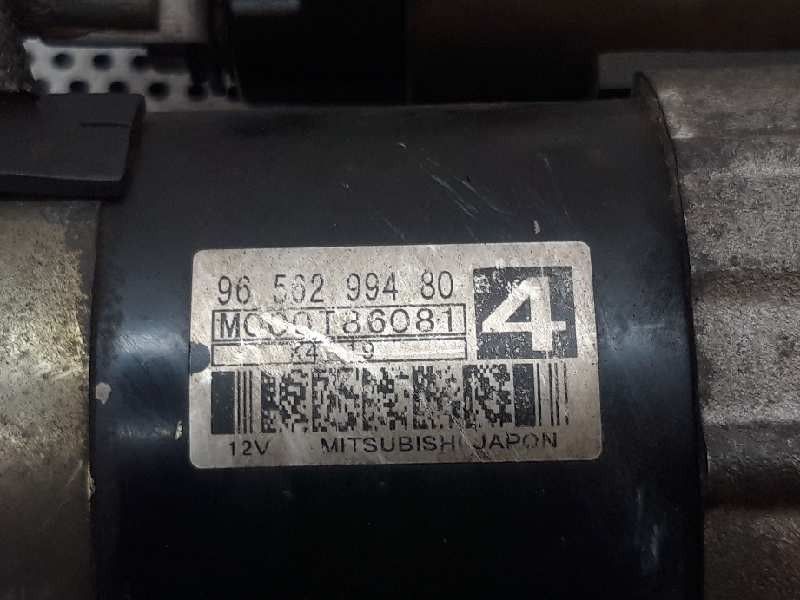 96 562 994 80
M000T86081
4
12V MITSUBISHI JAPON